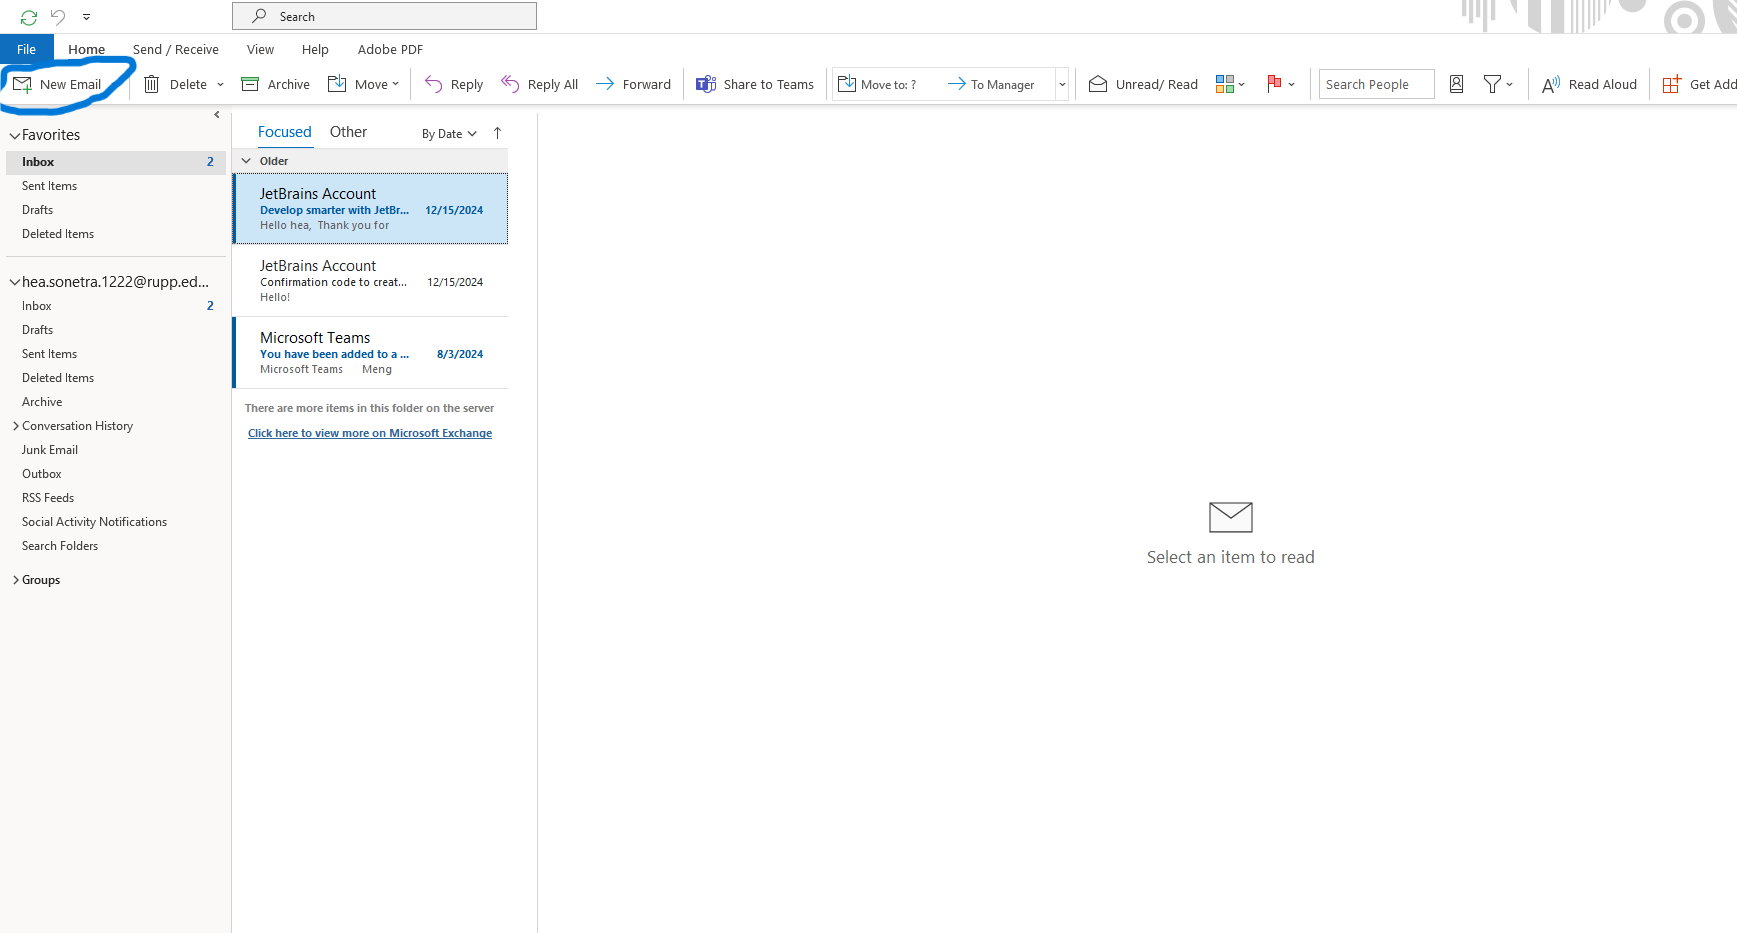 Search
File Home Send / Receive View Help Adobe PDF
New Email Delete Archive Move Reply Reply All Forward Share to Teams Move to: ? To Manager Unread/ Read Search People Read Aloud Get Add
Favorites
Inbox 2
Sent Items
Drafts
Deleted Items
hea.sonetra.1222@rupp.ed...
Inbox 2
Drafts
Sent Items
Deleted Items
Archive
Conversation History
Junk Email
Outbox
RSS Feeds
Social Activity Notifications
Search Folders
Groups
Focused Other By Date
Older
JetBrains Account
Develop smarter with JetBr... 12/15/2024
Hello hea, Thank you for
JetBrains Account
Confirmation code to creat... 12/15/2024
Hello!
Microsoft Teams
You have been added to a ... 8/3/2024
Microsoft Teams Meng
There are more items in this folder on the server
Click here to view more on Microsoft Exchange
Select an item to read